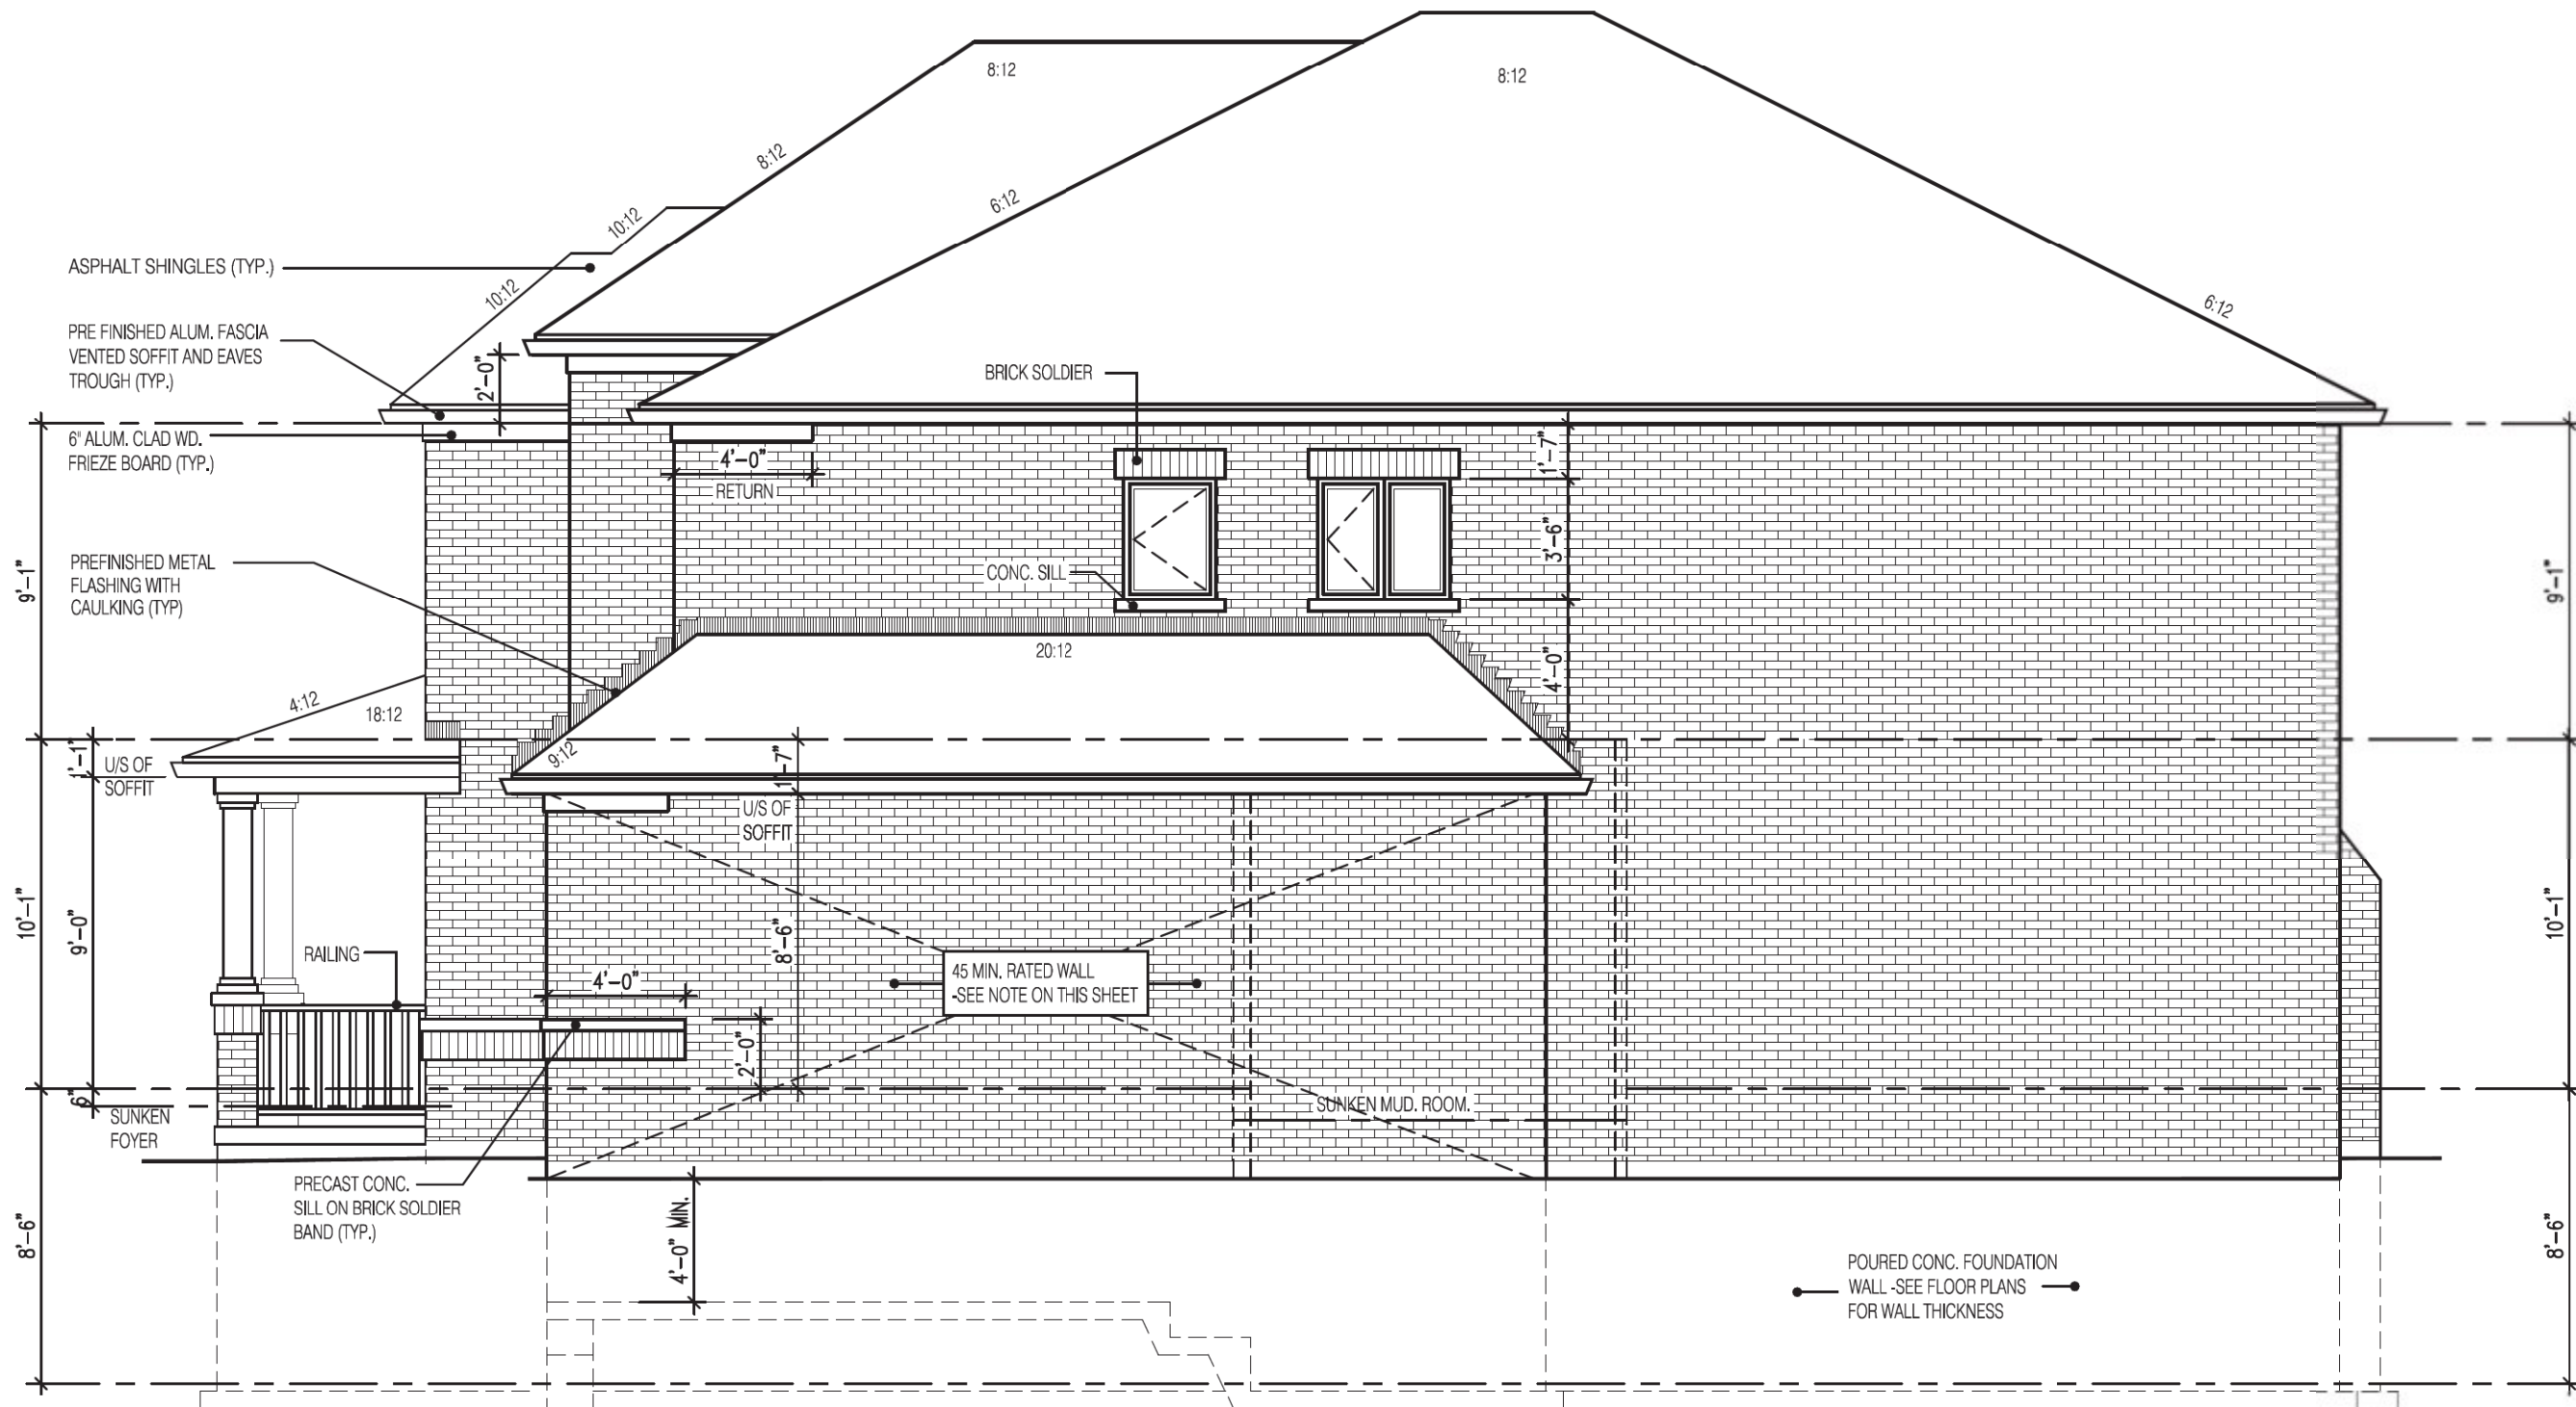 8:12
8:12
8:12
10:12
6:12
10:12
6:12
ASPHALT SHINGLES (TYP.)
PRE FINISHED ALUM. FASCIA
VENTED SOFFIT AND EAVES
TROUGH (TYP.)
2'-0"
BRICK SOLDIER
6" ALUM. CLAD WD.
FRIEZE BOARD (TYP.)
4'-0"
RETURN
1'-7"
3'-6"
4'-0"
9'-1"
9'-1"
PREFINISHED METAL
FLASHING WITH
CAULKING (TYP)
CONC. SILL
20:12
4:12
18:12
9:12
1'-1"
U/S OF
SOFFIT
1'-7"
U/S OF
SOFFIT
10'-1"
9'-0"
8'-6"
10'-1"
RAILING
4'-0"
45 MIN. RATED WALL
-SEE NOTE ON THIS SHEET
2'-0"
6"
SUNKEN
FOYER
SUNKEN MUD. ROOM.
PRECAST CONC.
SILL ON BRICK SOLDIER
BAND (TYP.)
4'-0" MIN.
8'-6"
8'-6"
POURED CONC. FOUNDATION
WALL -SEE FLOOR PLANS
FOR WALL THICKNESS